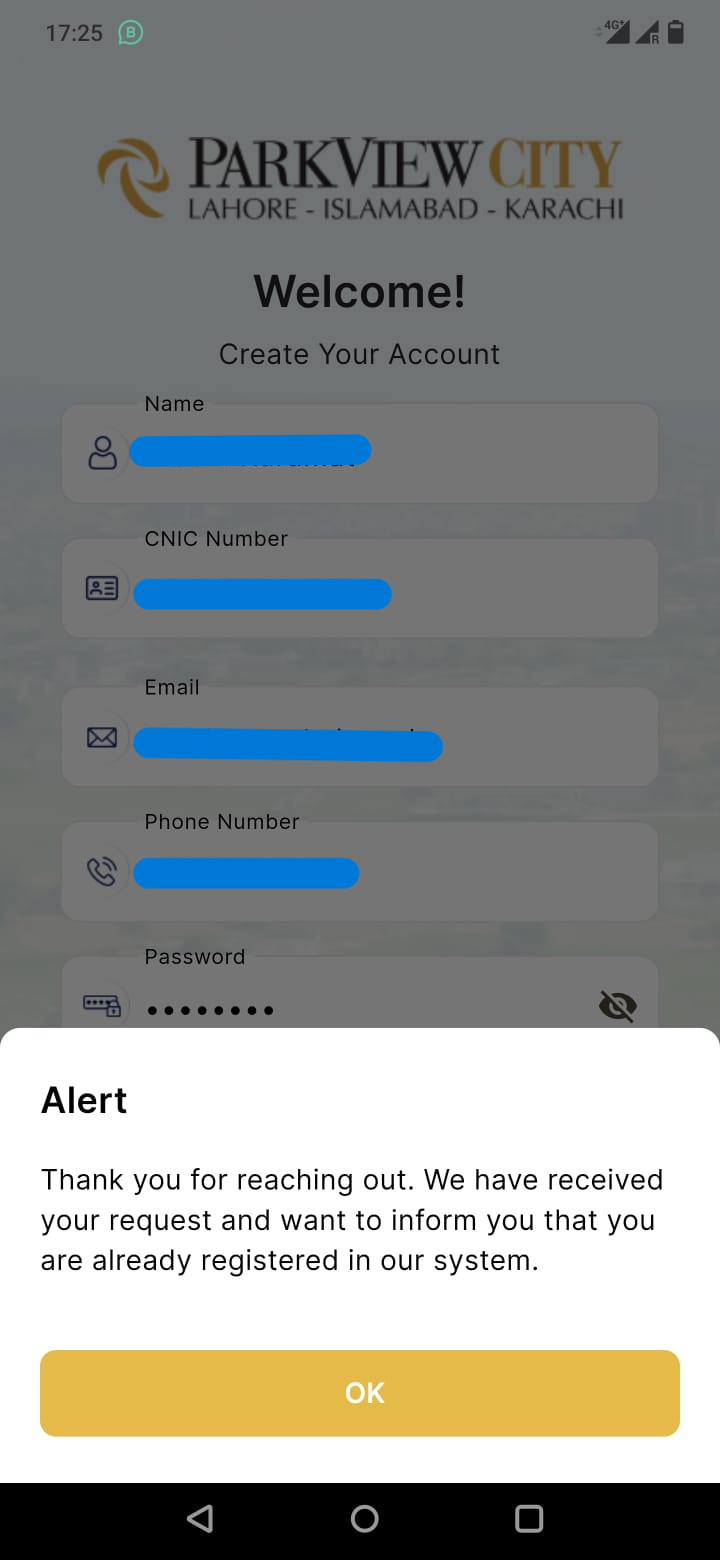 17:25
4G+
R
PARKVIEW CITY
LAHORE - ISLAMABAD - KARACHI
Welcome!
Create Your Account
Name
CNIC Number
Email
Phone Number
Password
••••••••
Alert
Thank you for reaching out. We have received
your request and want to inform you that you
are already registered in our system.
OK